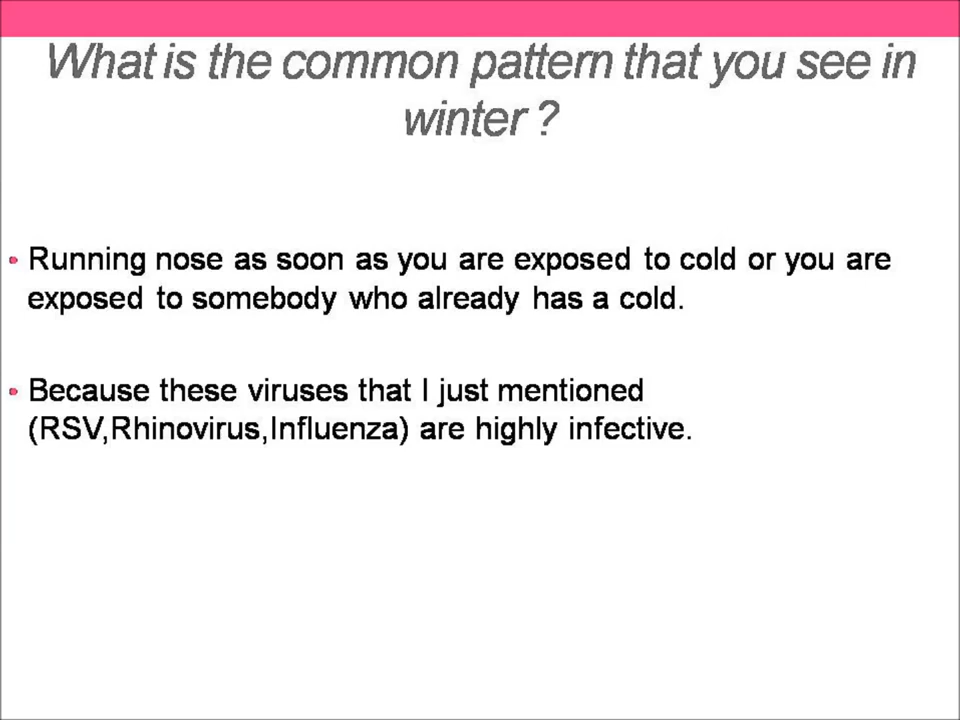 What is the common pattern that you see in
winter ?
• Running nose as soon as you are exposed to cold or you are
exposed to somebody who already has a cold.
• Because these viruses that I just mentioned
(RSV,Rhinovirus,Influenza) are highly infective.